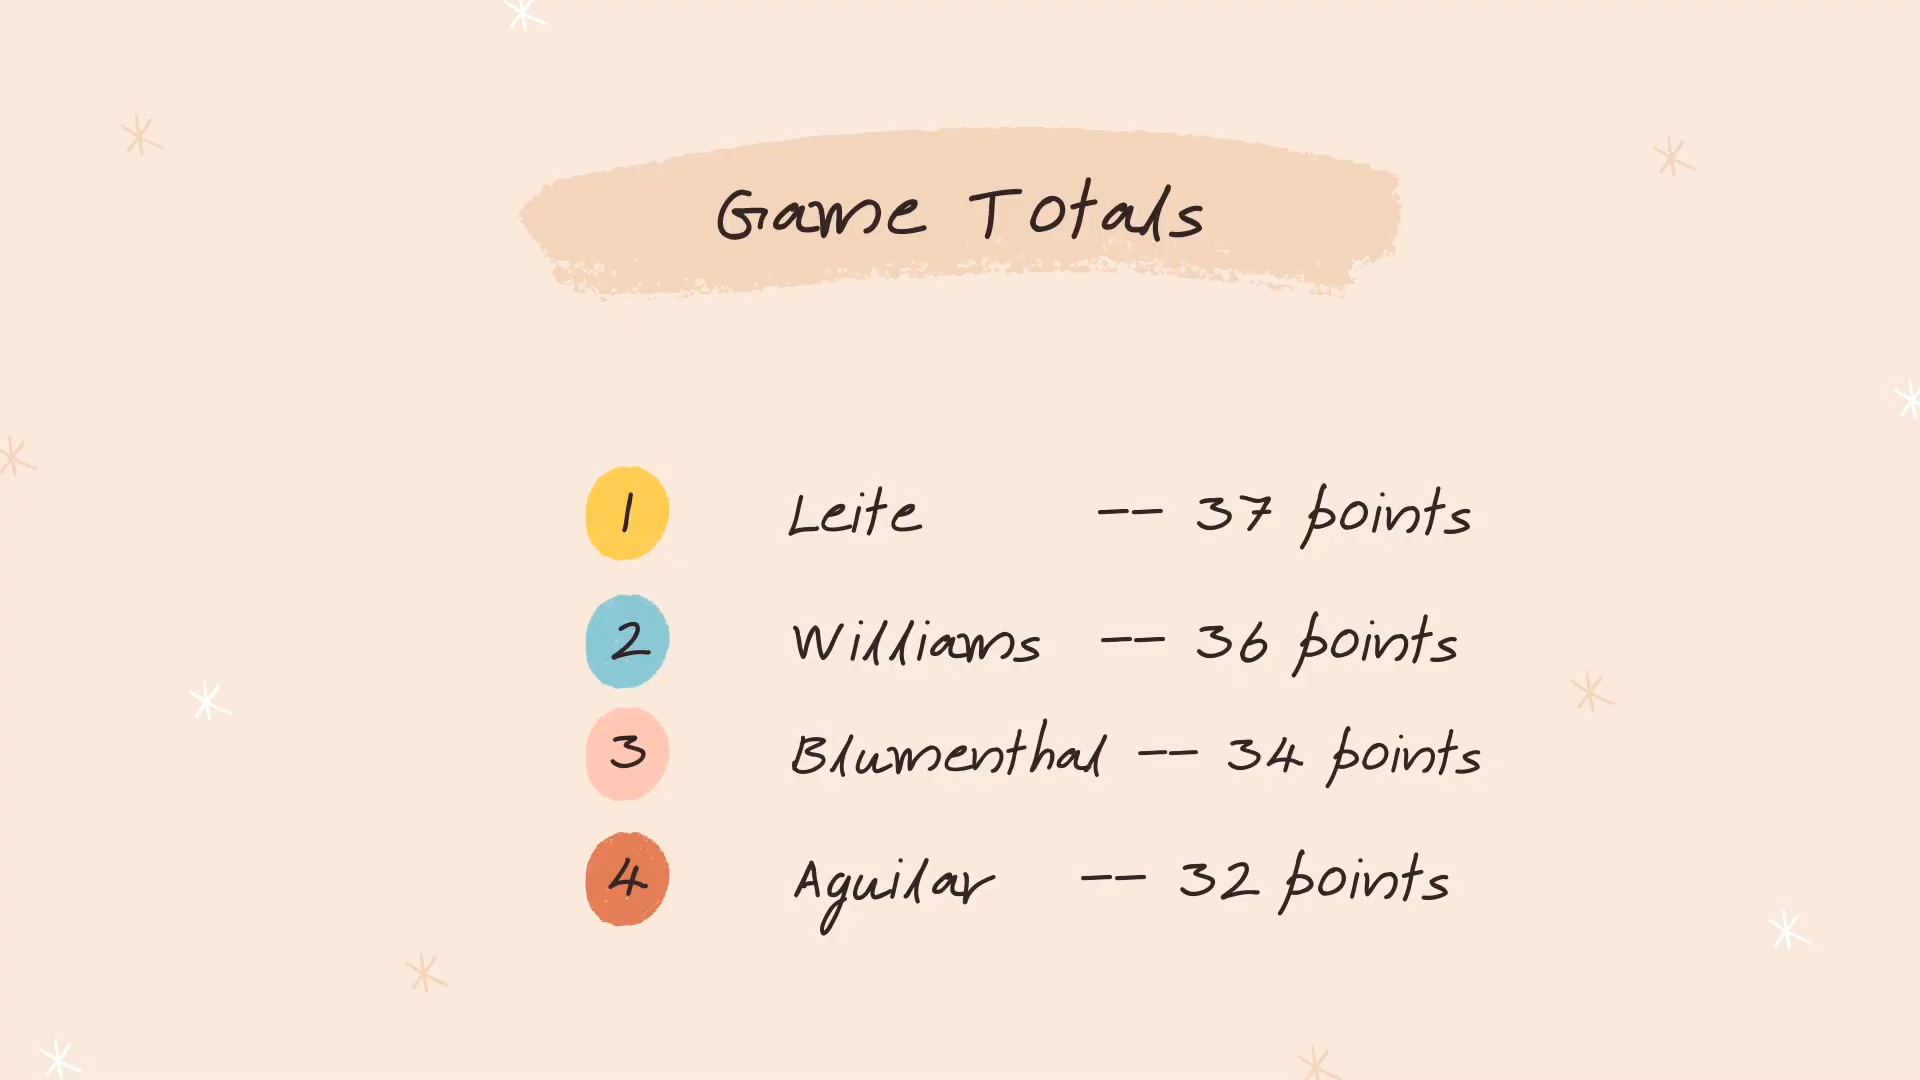 Game Totals
1 Leite -- 37 points
2 Williams -- 36 points
3 Blumenthal -- 34 points
4 Aguilar -- 32 points